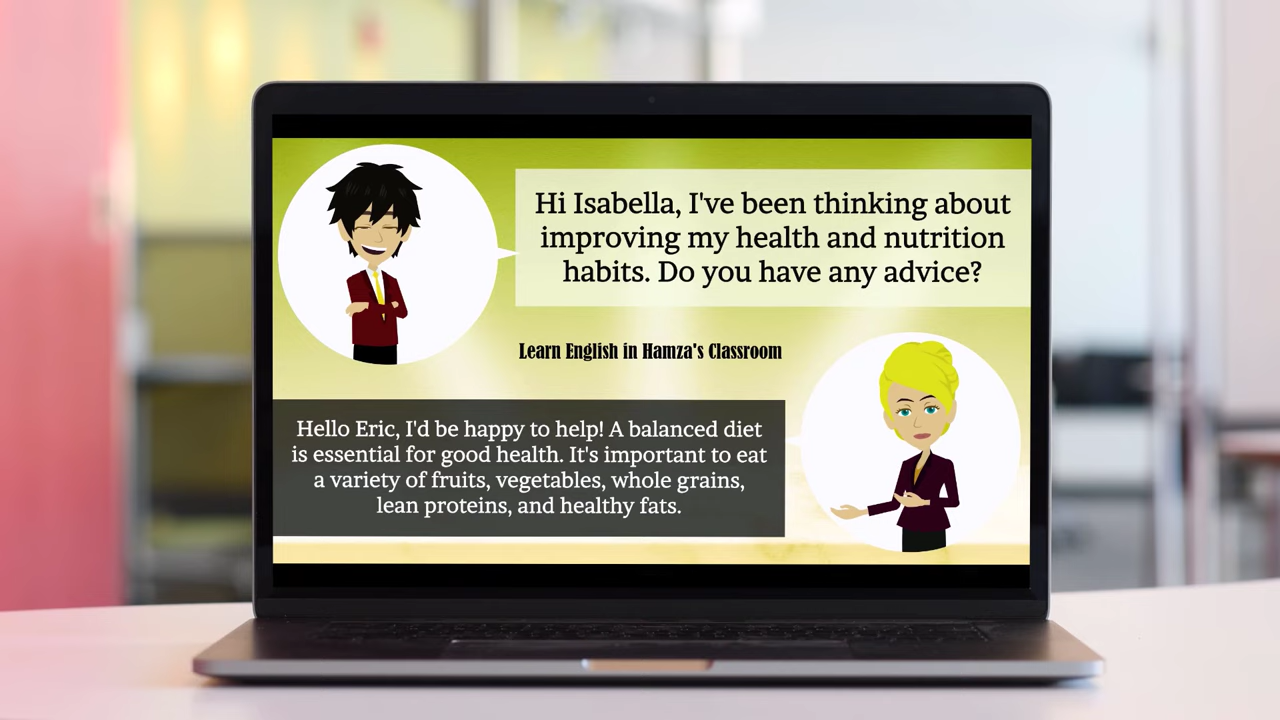 Hi Isabella, I've been thinking about
improving my health and nutrition
habits. Do you have any advice?
Learn English in Hamza's Classroom
Hello Eric, I'd be happy to help! A balanced diet
is essential for good health. It's important to eat
a variety of fruits, vegetables, whole grains,
lean proteins, and healthy fats.